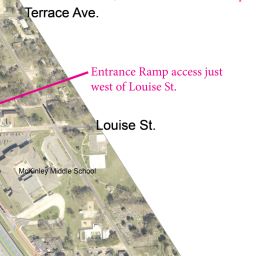 Terrace Ave.
Entrance Ramp access just
west of Louise St.
Louise St.
McKinley Middle School